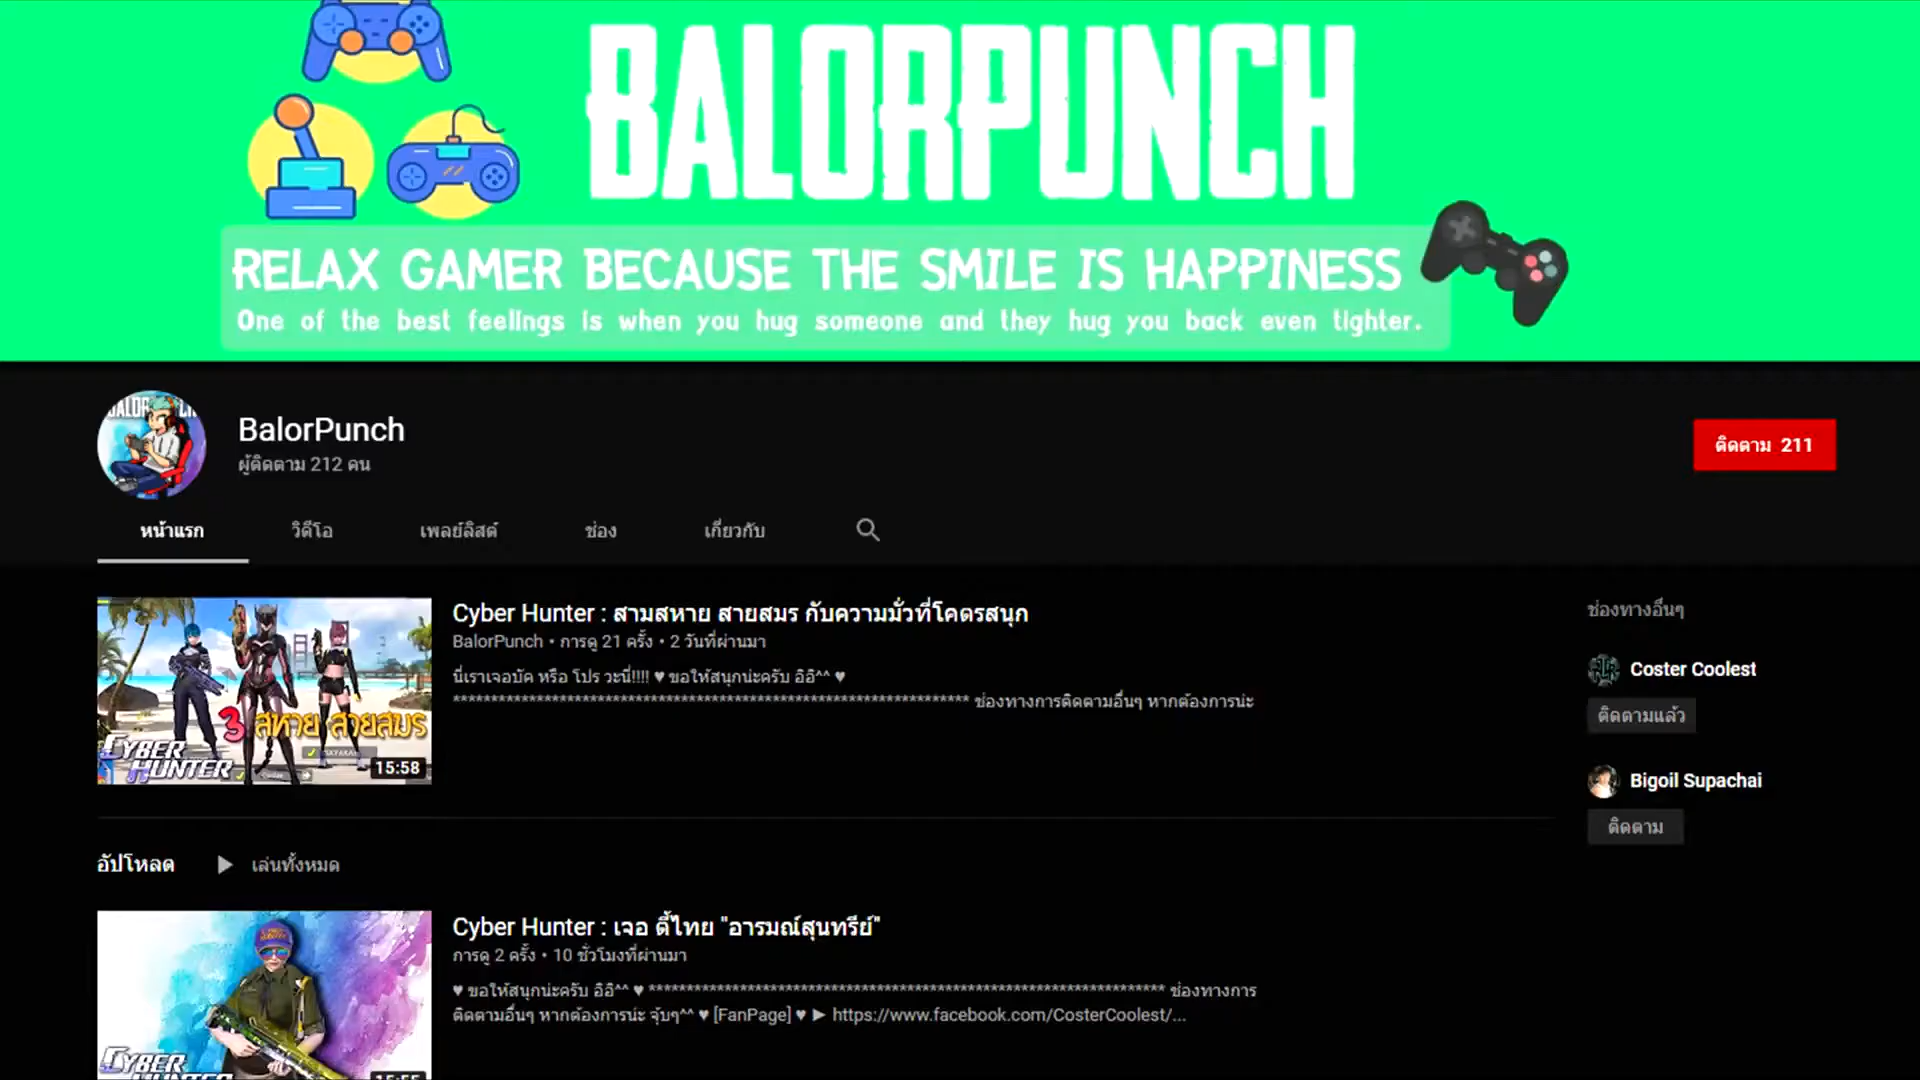 BALORPUNCH
RELAX GAMER BECAUSE THE SMILE IS HAPPINESS
One of the best feelings is when you hug someone and they hug you back even tighter.
BalorPunch
ผู้ติดตาม 212 คน
ติดตาม 211
หน้าแรก
วิดีโอ
เพลย์ลิสต์
ช่อง
เกี่ยวกับ
3 สหาย สายสมร
CYBER HUNTER
15:58
Cyber Hunter : สามสหาย สายสมร กับความมั่วที่โคตรสนุก
BalorPunch • การดู 21 ครั้ง • 2 วันที่ผ่านมา
นี่เราเจอบัค หรือ โปร วะนี่!!!! ♥ ขอให้สนุกน่ะครับ อิอิ^^ ♥
******************************************************************** ช่องทางการติดตามอื่นๆ หากต้องการน่ะ
ช่องทางอื่นๆ
Coster Coolest
ติดตามแล้ว
Bigoil Supachai
ติดตาม
อัปโหลด
เล่นทั้งหมด
CYBER HUNTER
15:55
Cyber Hunter : เจอ ตี้ไทย "อารมณ์สุนทรีย์"
การดู 2 ครั้ง • 10 ชั่วโมงที่ผ่านมา
♥ ขอให้สนุกน่ะครับ อิอิ^^ ♥ ******************************************************************** ช่องทางการ
ติดตามอื่นๆ หากต้องการน่ะ จุ้บๆ^^ ♥ [FanPage] ♥ ► https://www.facebook.com/CosterCoolest/...